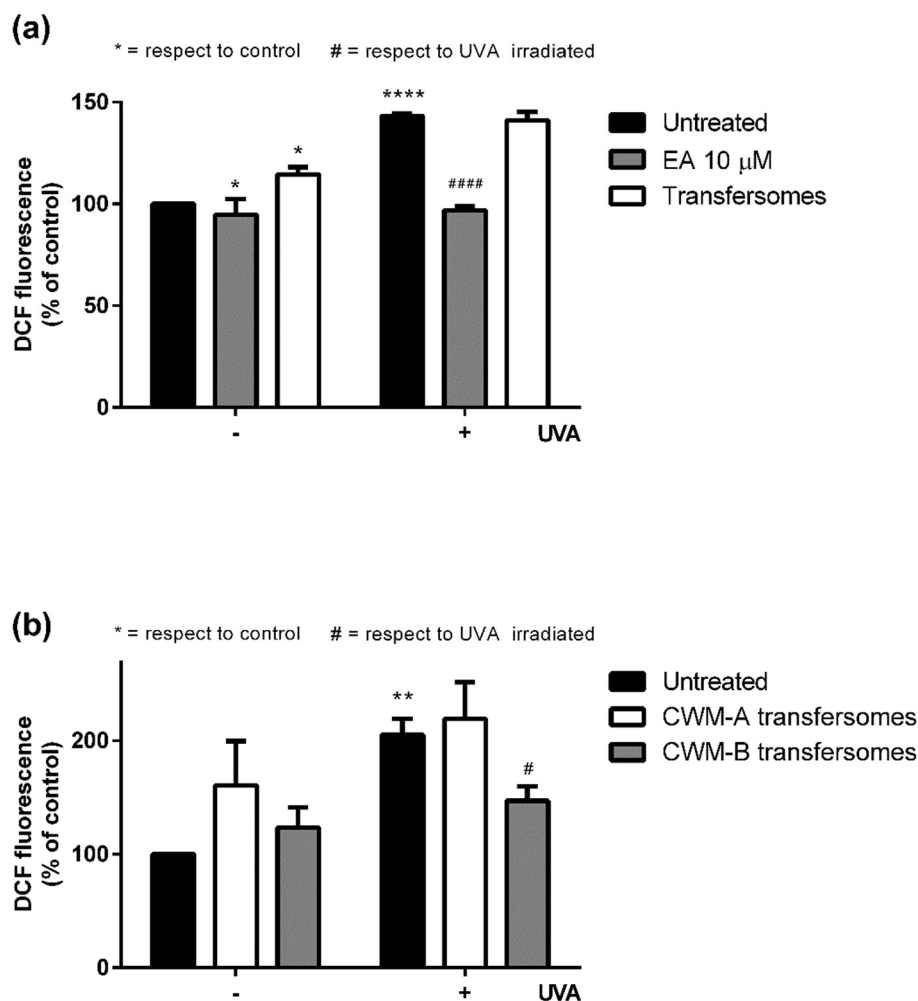 (a)
* = respect to control # = respect to UVA irradiated
DCF fluorescence
(% of control)
150
100
50
0
****
*
*
####
- + UVA
Untreated
EA 10 μM
Transfersomes
(b)
* = respect to control # = respect to UVA irradiated
DCF fluorescence
(% of control)
200
100
0
**
#
- + UVA
Untreated
CWM-A transfersomes
CWM-B transfersomes